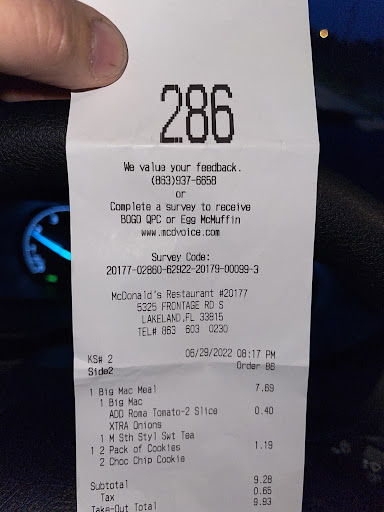 286
We value your feedback.
(863)937-6658
or
Complete a survey to receive
BOGO QPC or Egg McMuffin
www.mcdvoice.com
Survey Code:
20177-02860-62922-20179-00099-3
McDonald's Restaurant #20177
5325 FRONTAGE RD S
LAKELAND,FL 33815
TEL# 863 603 0230
KS# 2 06/29/2022 08:17 PM
Side2 Order 86
1 Big Mac Meal 7.69
1 Big Mac
ADD Roma Tomato-2 Slice 0.40
XTRA Onions
1 M Sth Styl Swt Tea
1 2 Pack of Cookies 1.19
2 Choc Chip Cookie
Subtotal 9.28
Tax 0.65
Take-Out Total 9.93